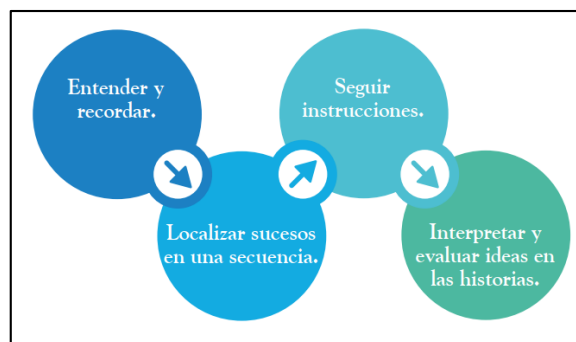 Entender y
recordar.
Localizar sucesos
en una secuencia.
Seguir
instrucciones.
Interpretar y
evaluar ideas en
las historias.